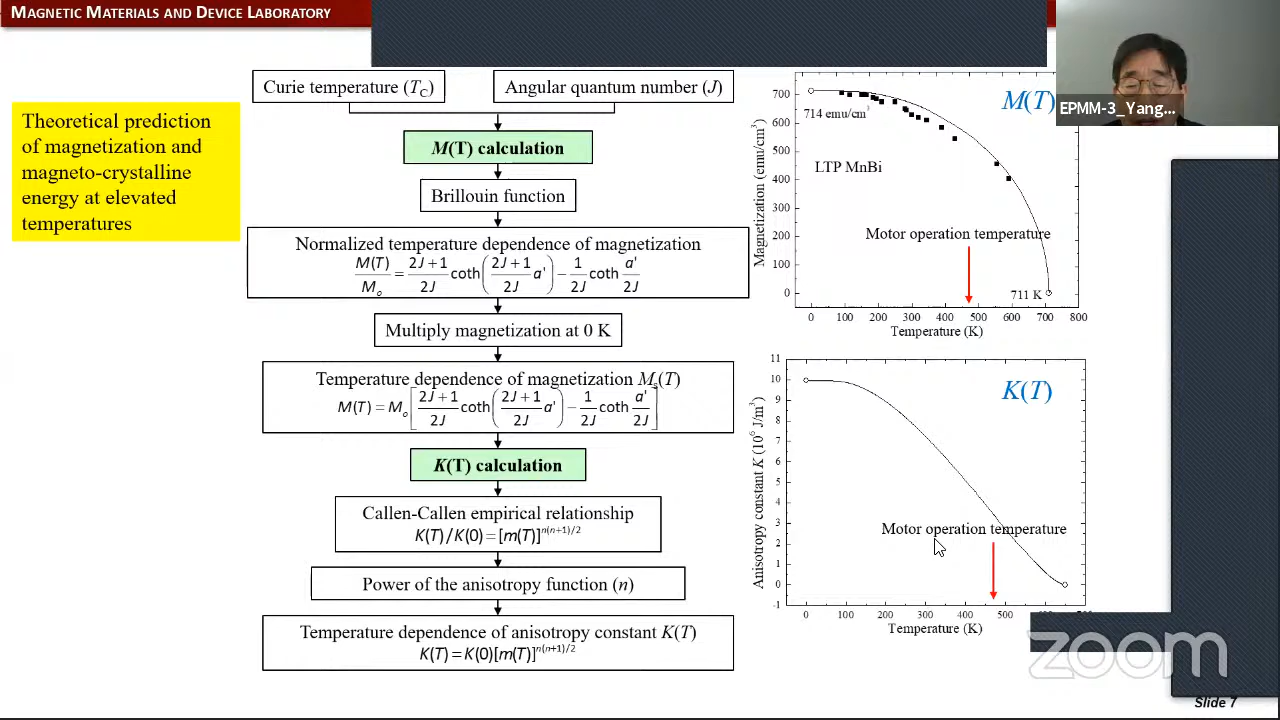 MAGNETIC MATERIALS AND DEVICE LABORATORY
EPMM-3_Yang...
Theoretical prediction
of magnetization and
magneto-crystalline
energy at elevated
temperatures
Curie temperature (T_C)
Angular quantum number (J)
M(T) calculation
Brillouin function
Normalized temperature dependence of magnetization
M(T)/M_o = (2J+1)/2J coth((2J+1)/2J a') − 1/2J coth a'/2J
Multiply magnetization at 0 K
Temperature dependence of magnetization M_s(T)
M(T) = M_o[(2J+1)/2J coth((2J+1)/2J a') − 1/2J coth a'/2J]
K(T) calculation
Callen-Callen empirical relationship
K(T)/K(0) = [m(T)]^{n(n+1)/2}
Power of the anisotropy function (n)
Temperature dependence of anisotropy constant K(T)
K(T) = K(0)[m(T)]^{n(n+1)/2}
M(T)
714 emu/cm³
LTP MnBi
Motor operation temperature
711 K
Magnetization (emu/cm³)
700
600
500
400
300
200
100
0
0 100 200 300 400 500 600 700 800
Temperature (K)
K(T)
Motor operation temperature
Anisotropy constant K (10⁶ J/m³)
11
10
9
8
7
6
5
4
3
2
1
0
-1
0 100 200 300 400 500
Temperature (K)
zoom
Slide 7